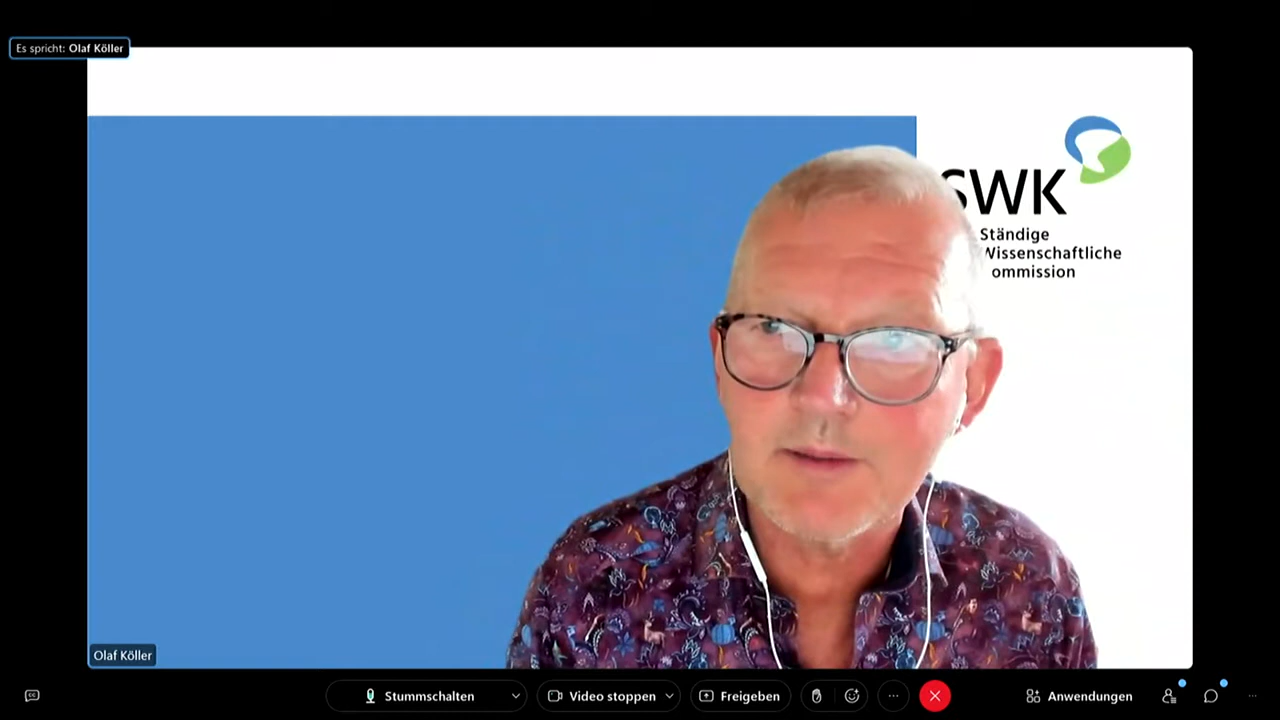 Es spricht: Olaf Köller
SWK
Ständige
Wissenschaftliche
ommission
Olaf Köller
Stummschalten
Video stoppen
Freigeben
Anwendungen